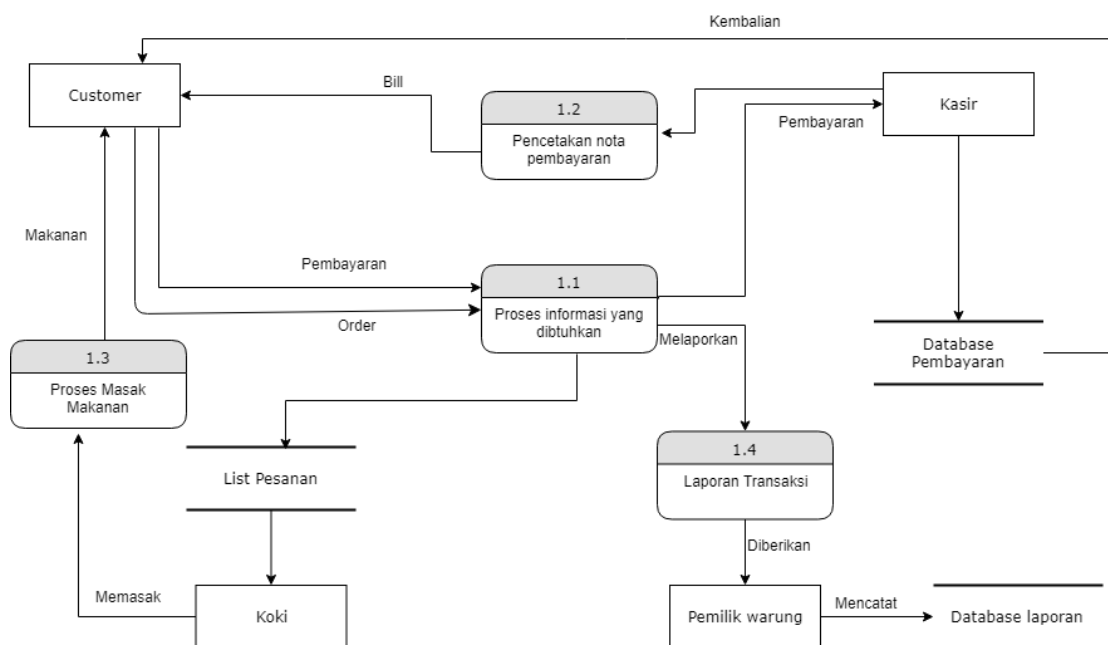 Kembalian
Customer
Bill
1.2
Pencetakan nota
pembayaran
Kasir
Pembayaran
Makanan
Pembayaran
Order
1.1
Proses informasi yang
dibtuhkan
Melaporkan
Database
Pembayaran
1.3
Proses Masak
Makanan
List Pesanan
1.4
Laporan Transaksi
Diberikan
Memasak
Koki
Pemilik warung
Mencatat
Database laporan